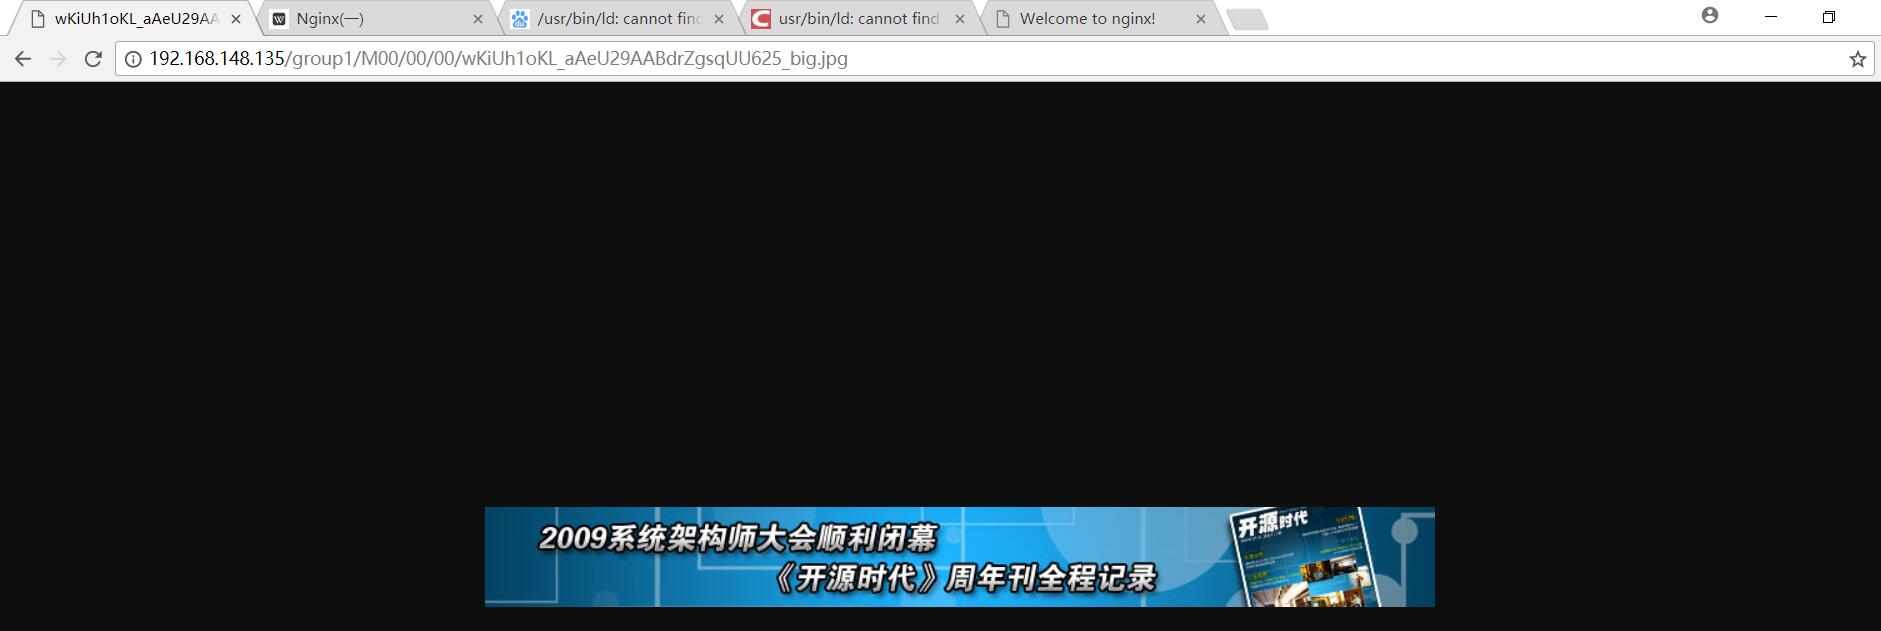 wKiUh1oKL_aAeU29AA
Nginx(一)
/usr/bin/ld: cannot find
usr/bin/ld: cannot find
Welcome to nginx!
192.168.148.135/group1/M00/00/00/wKiUh1oKL_aAeU29AABdrZgsqUU625_big.jpg
2009系统架构师大会顺利闭幕
《开源时代》周年刊全程记录
开源时代